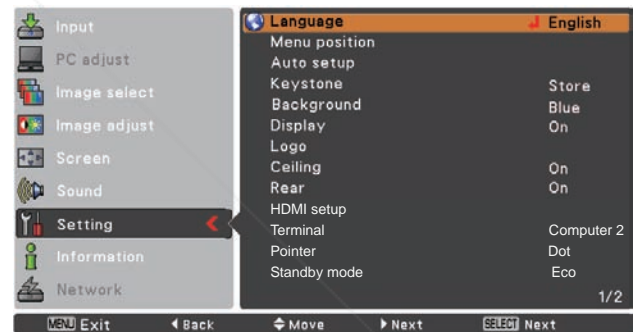 Input
PC adjust
Image select
Image adjust
Screen
Sound
Setting
Information
Network
Language English
Menu position
Auto setup
Keystone Store
Background Blue
Display On
Logo
Ceiling On
Rear On
HDMI setup
Terminal Computer 2
Pointer Dot
Standby mode Eco
1/2
MENU Exit Back Move Next SELECT Next